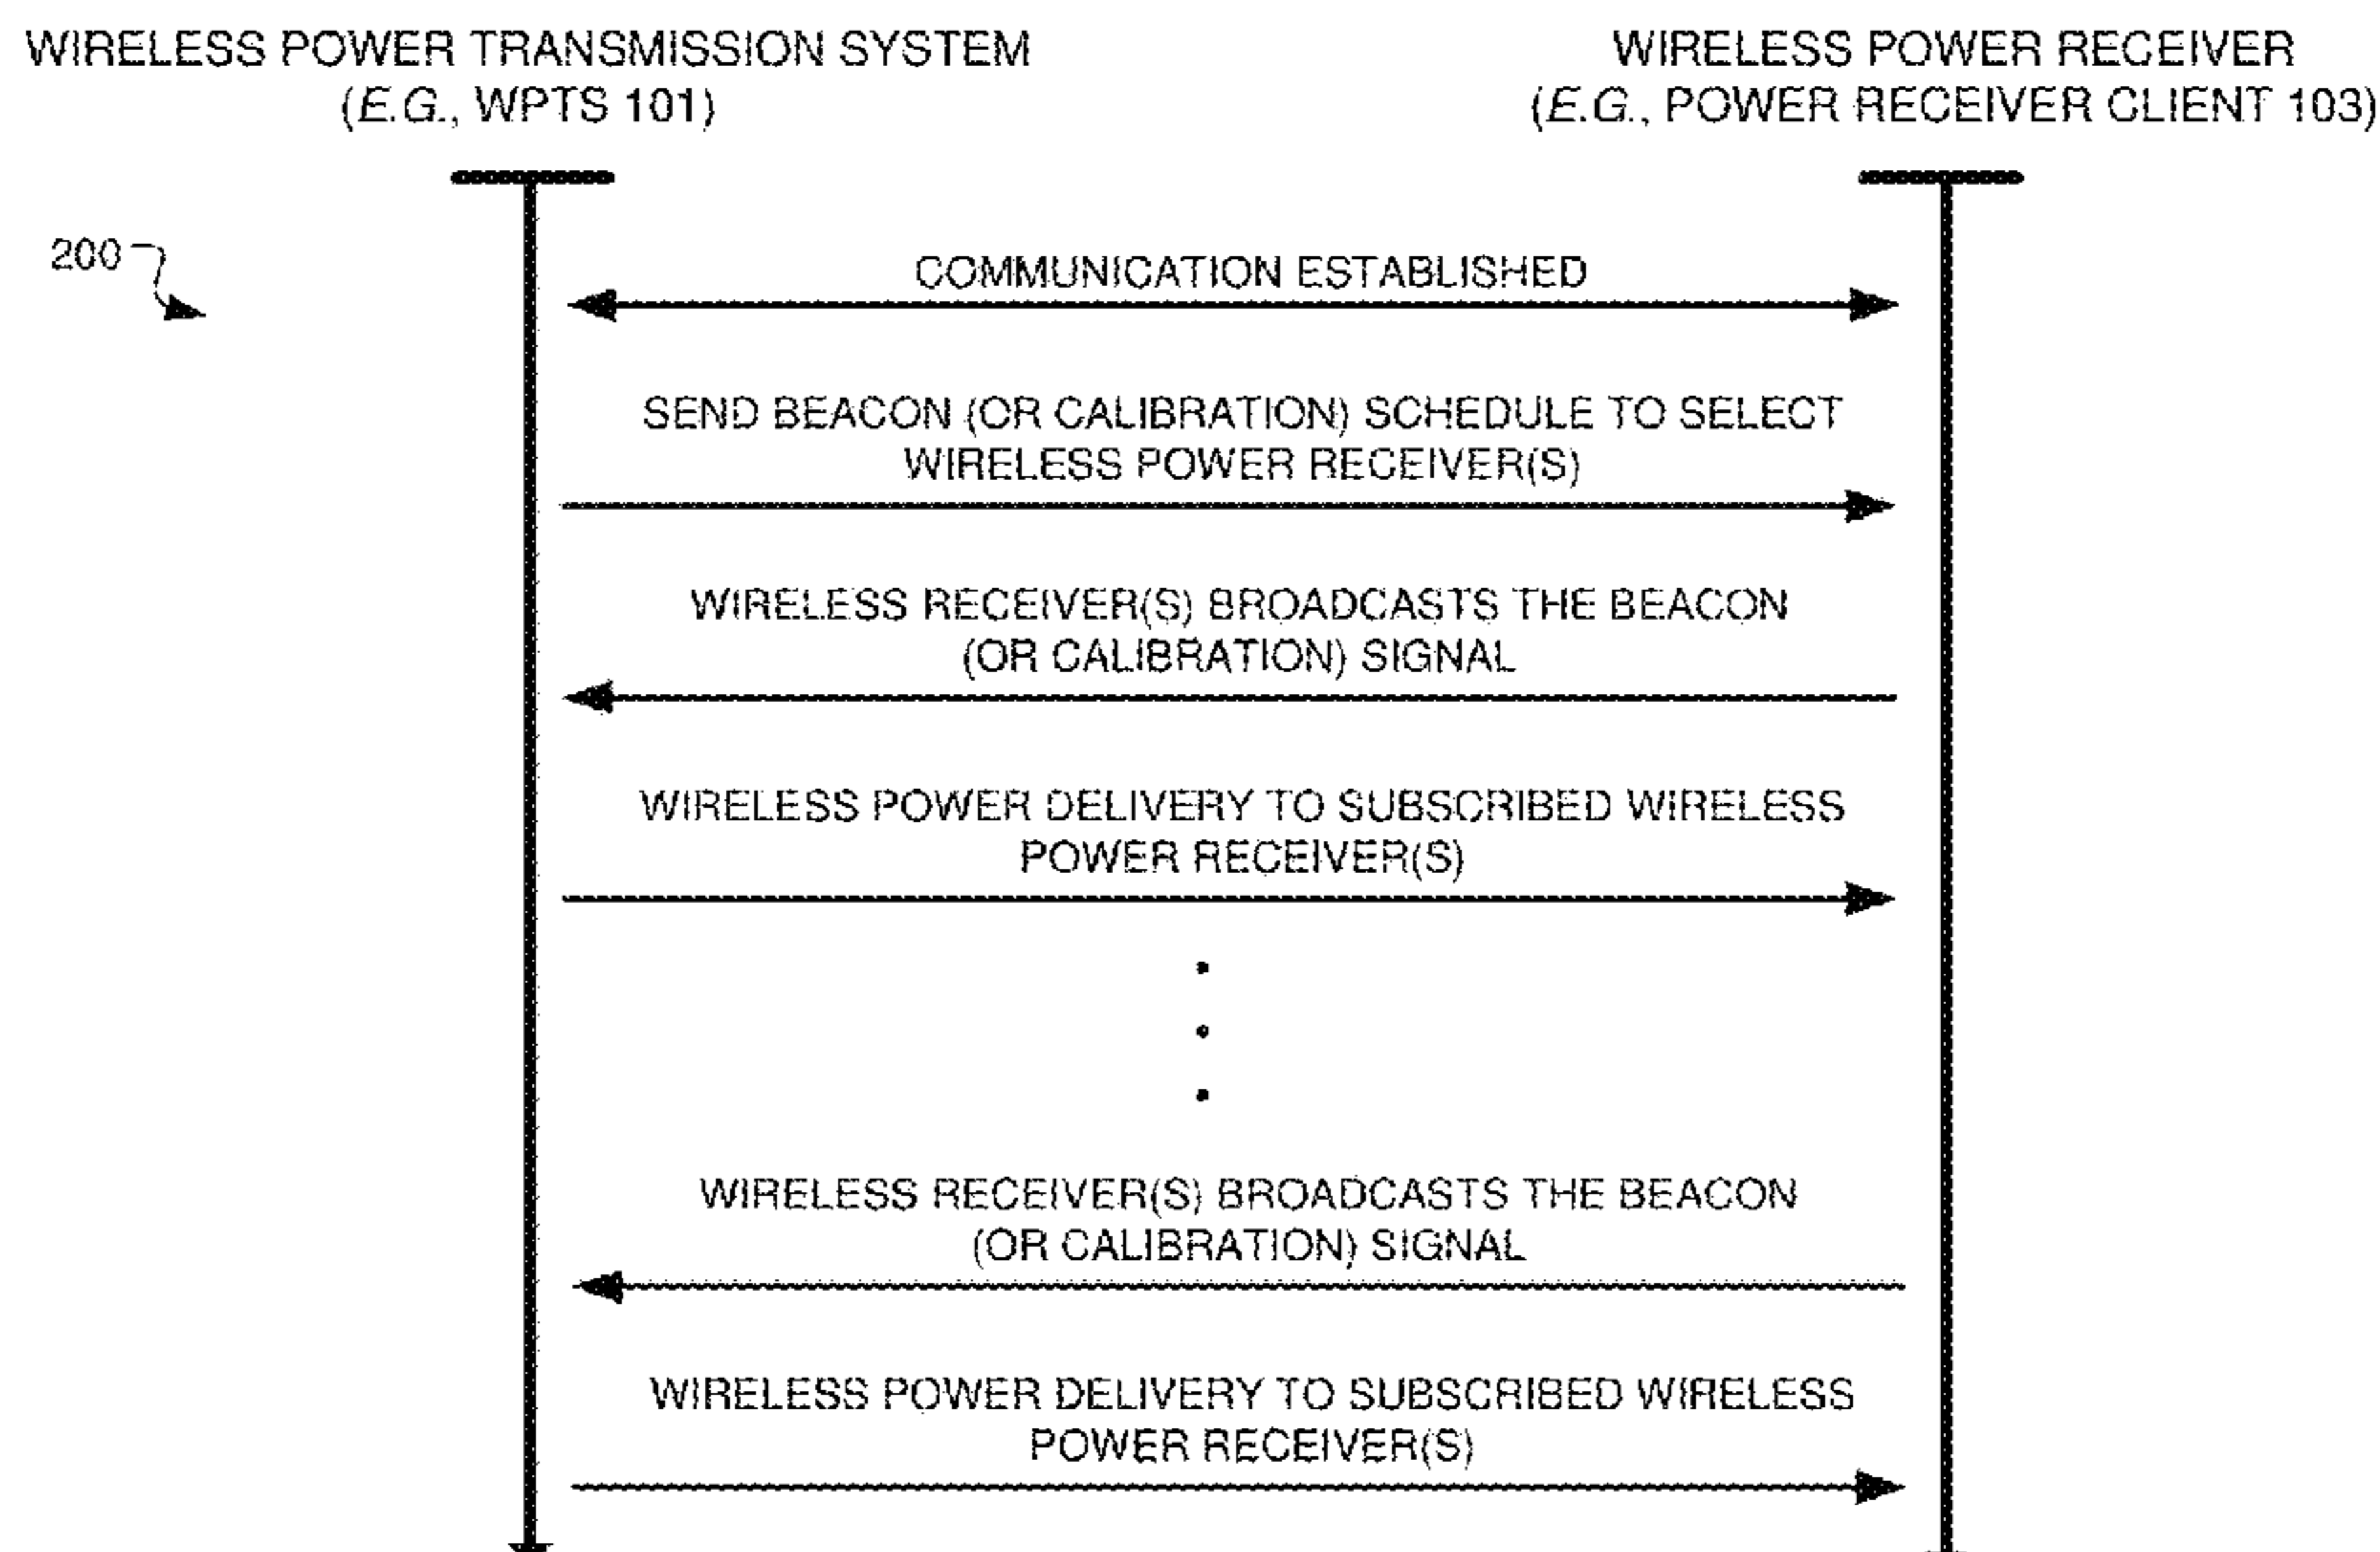 WIRELESS POWER TRANSMISSION SYSTEM
(E.G., WPTS 101)
WIRELESS POWER RECEIVER
(E.G., POWER RECEIVER CLIENT 103)
200
COMMUNICATION ESTABLISHED
SEND BEACON (OR CALIBRATION) SCHEDULE TO SELECT
WIRELESS POWER RECEIVER(S)
WIRELESS RECEIVER(S) BROADCASTS THE BEACON
(OR CALIBRATION) SIGNAL
WIRELESS POWER DELIVERY TO SUBSCRIBED WIRELESS
POWER RECEIVER(S)
WIRELESS RECEIVER(S) BROADCASTS THE BEACON
(OR CALIBRATION) SIGNAL
WIRELESS POWER DELIVERY TO SUBSCRIBED WIRELESS
POWER RECEIVER(S)